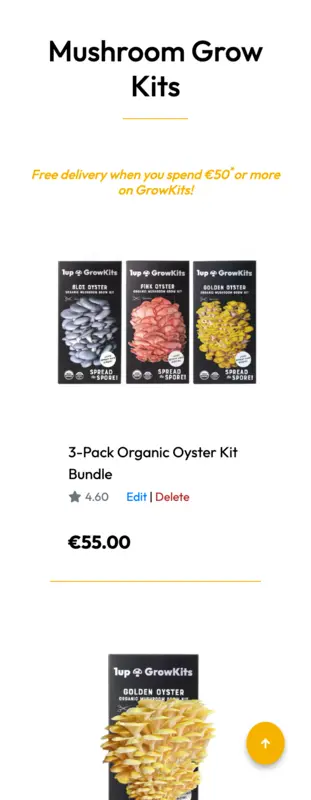 Mushroom Grow
Kits
Free delivery when you spend €50* or more
on GrowKits!
1up GrowKits
BLUE OYSTER
ORGANIC MUSHROOM GROW KIT
SPREAD
THE SPORE!
1up GrowKits
PINK OYSTER
ORGANIC MUSHROOM GROW KIT
SPREAD
THE SPORE!
1up GrowKits
GOLDEN OYSTER
ORGANIC MUSHROOM GROW KIT
SPREAD
THE SPORE!
3-Pack Organic Oyster Kit
Bundle
4.60 Edit | Delete
€55.00
1up GrowKits
GOLDEN OYSTER
ORGANIC MUSHROOM GROW KIT